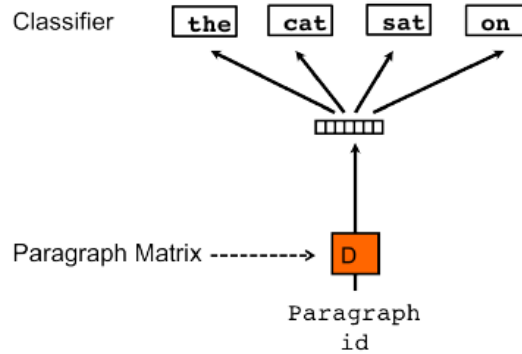 Classifier the cat sat on
Paragraph Matrix D
Paragraph
id